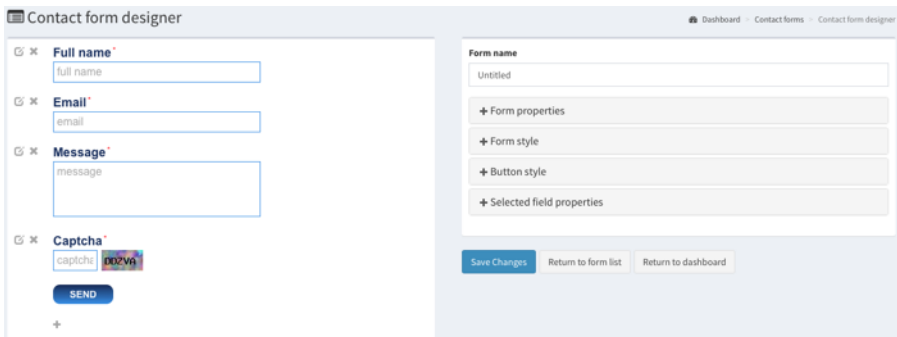 Contact form designer
Dashboard
Contact forms
Contact form designer
Full name*
full name
Email*
email
Message*
message
Captcha*
captcha
DDZVA
SEND
Form name
Untitled
+ Form properties
+ Form style
+ Button style
+ Selected field properties
Save Changes
Return to form list
Return to dashboard